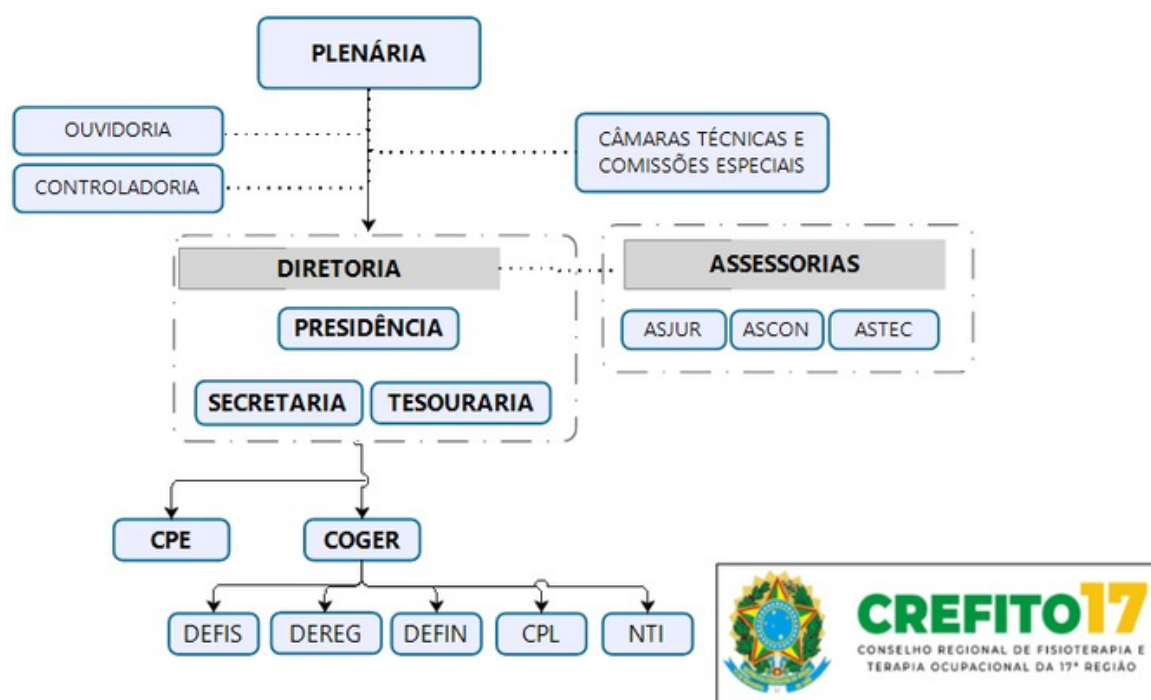 PLENÁRIA
OUVIDORIA
CONTROLADORIA
CÂMARAS TÉCNICAS E
COMISSÕES ESPECIAIS
DIRETORIA
ASSESSORIAS
PRESIDÊNCIA
ASJUR
ASCON
ASTEC
SECRETARIA
TESOURARIA
CPE
COGER
DEFIS
DEREG
DEFIN
CPL
NTI
CREFITO17
CONSELHO REGIONAL DE FISIOTERAPIA E
TERAPIA OCUPACIONAL DA 17ª REGIÃO